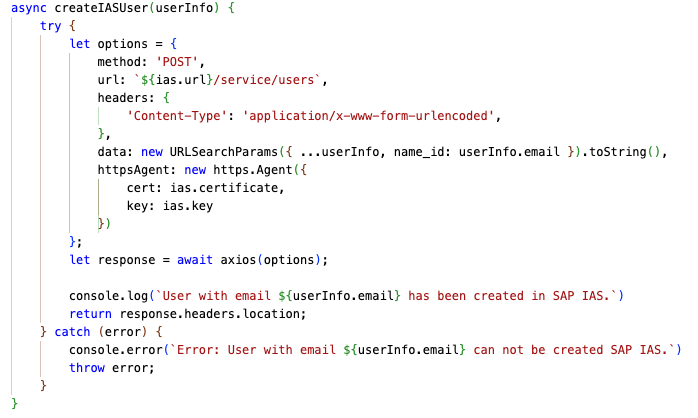 async createIASUser(userInfo) {
    try {
        let options = {
            method: 'POST',
            url: `${ias.url}/service/users`,
            headers: {
                'Content-Type': 'application/x-www-form-urlencoded',
            },
            data: new URLSearchParams({ ...userInfo, name_id: userInfo.email }).toString(),
            httpsAgent: new https.Agent({
                cert: ias.certificate,
                key: ias.key
            })
        };
        let response = await axios(options);

        console.log(`User with email ${userInfo.email} has been created in SAP IAS.`)
        return response.headers.location;
    } catch (error) {
        console.error(`Error: User with email ${userInfo.email} can not be created SAP IAS.`)
        throw error;
    }
}